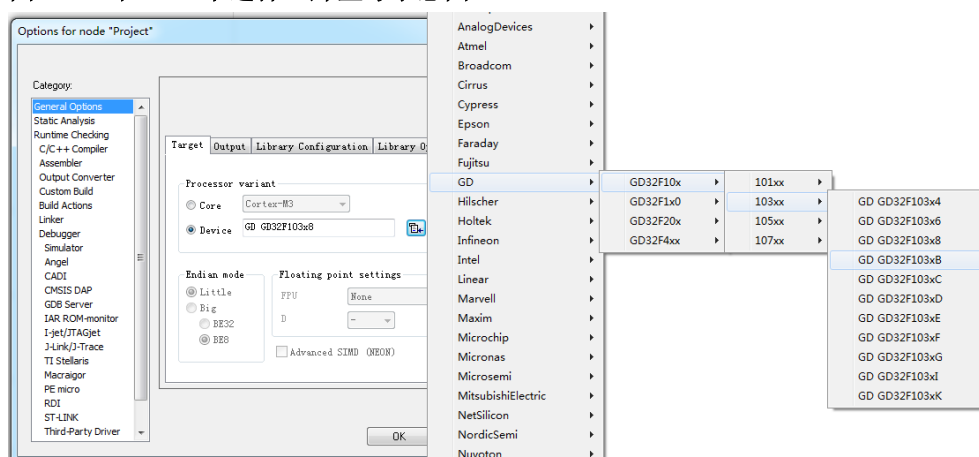 Options for node "Project"
Category:
General Options
Static Analysis
Runtime Checking
C/C++ Compiler
Assembler
Output Converter
Custom Build
Build Actions
Linker
Debugger
Simulator
Angel
CADI
CMSIS DAP
GDB Server
IAR ROM-monitor
I-jet/JTAGjet
J-Link/J-Trace
TI Stellaris
Macraigor
PE micro
RDI
ST-LINK
Third-Party Driver
Target Output Library Configuration Library O
Processor variant
Core Cortex-M3
Device GD GD32F103x8
Endian mode
Little
Big
BE32
BE8
Floating point settings
FPU None
D -
Advanced SIMD (NEON)
OK
AnalogDevices
Atmel
Broadcom
Cirrus
Cypress
Epson
Faraday
Fujitsu
GD
Hilscher
Holtek
Infineon
Intel
Linear
Marvell
Maxim
Microchip
Micronas
Microsemi
MitsubishiElectric
NetSilicon
NordicSemi
Nuvoton
GD32F10x
GD32F1x0
GD32F20x
GD32F4xx
101xx
103xx
105xx
107xx
GD GD32F103x4
GD GD32F103x6
GD GD32F103x8
GD GD32F103xB
GD GD32F103xC
GD GD32F103xD
GD GD32F103xE
GD GD32F103xF
GD GD32F103xG
GD GD32F103xI
GD GD32F103xK